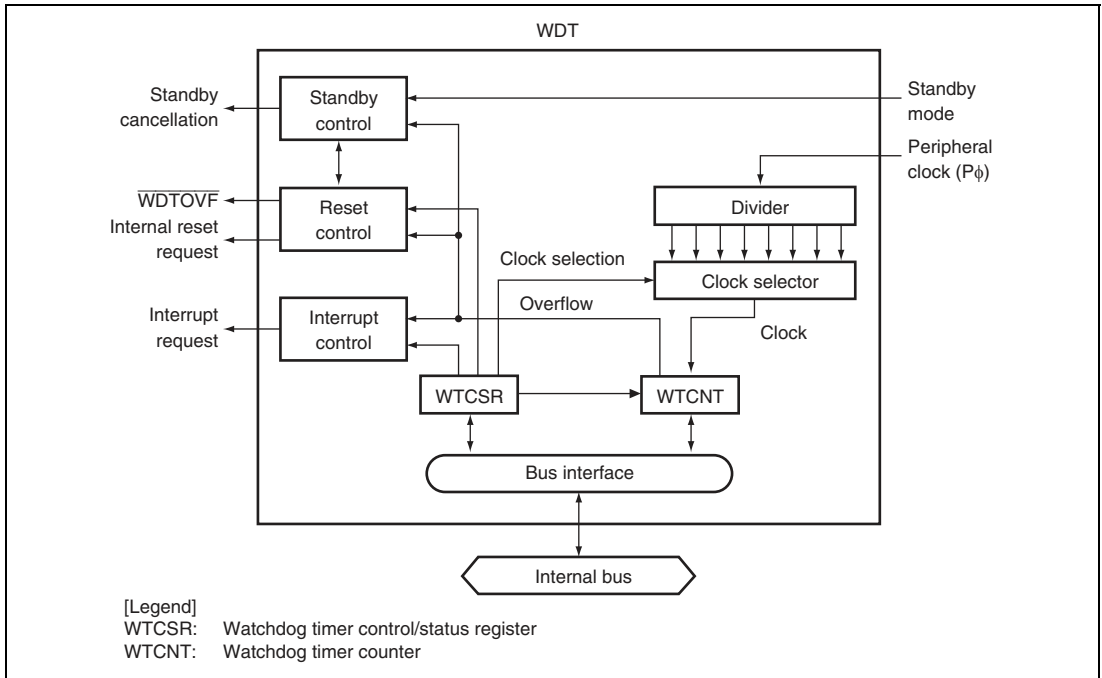 WDT
Standby
cancellation
Standby
control
Standby
mode
Peripheral
clock (Pϕ)
WDTOVF
Internal reset
request
Reset
control
Divider
Clock selection
Clock selector
Interrupt
request
Interrupt
control
Overflow
Clock
WTCSR
WTCNT
Bus interface
Internal bus
[Legend]
WTCSR: Watchdog timer control/status register
WTCNT: Watchdog timer counter